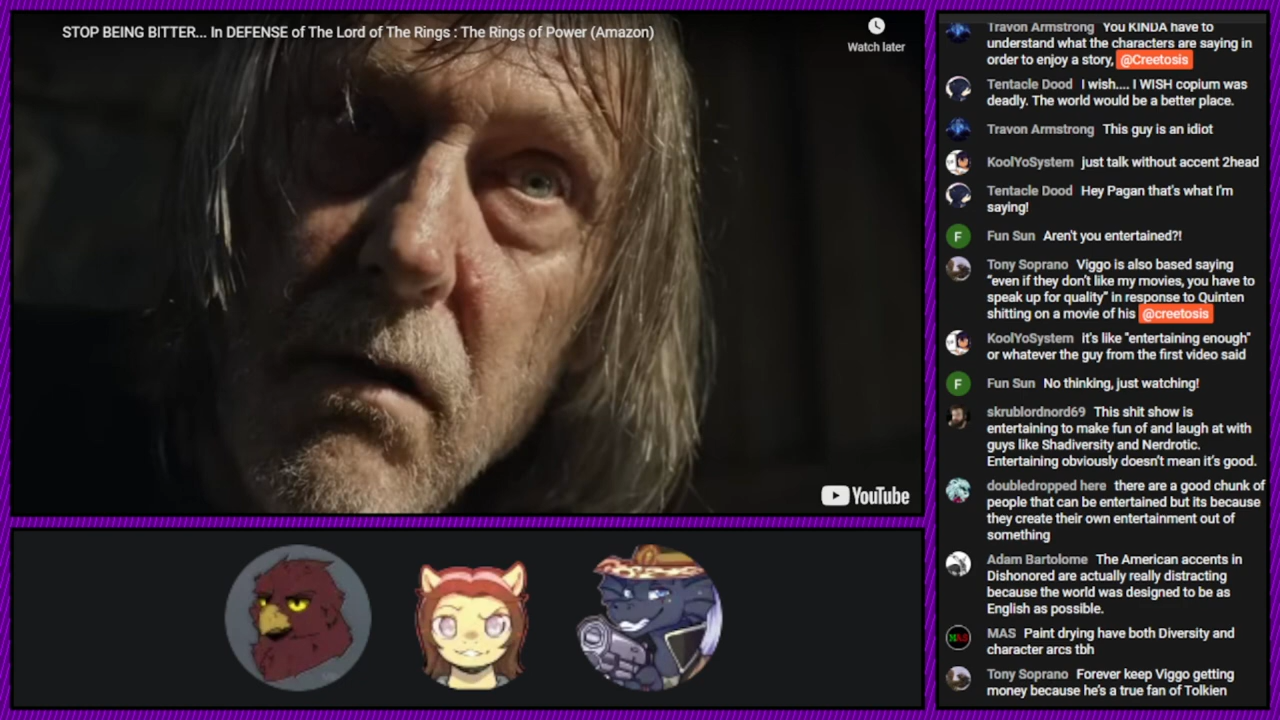 STOP BEING BITTER... In DEFENSE of The Lord of The Rings : The Rings of Power (Amazon)
Watch later
YouTube
Travon Armstrong You KINDA have to
understand what the characters are saying in
order to enjoy a story, @Creetosis
Tentacle Dood I wish.... I WISH copium was
deadly. The world would be a better place.
Travon Armstrong This guy is an idiot
KoolYoSystem just talk without accent 2head
Tentacle Dood Hey Pagan that's what I'm
saying!
F Fun Sun Aren't you entertained?!
Tony Soprano Viggo is also based saying
“even if they don’t like my movies, you have to
speak up for quality” in response to Quinten
shitting on a movie of his @creetosis
KoolYoSystem It's like "entertaining enough"
or whatever the guy from the first video said
F Fun Sun No thinking, just watching!
skrublordnord69 This shit show is
entertaining to make fun of and laugh at with
guys like Shadiversity and Nerdrotic.
Entertaining obviously doesn’t mean it’s good.
doubledropped here there are a good chunk of
people that can be entertained but its because
they create their own entertainment out of
something
Adam Bartolome The American accents in
Dishonored are actually really distracting
because the world was designed to be as
English as possible.
MAS MAS Paint drying have both Diversity and
character arcs tbh
Tony Soprano Forever keep Viggo getting
money because he’s a true fan of Tolkien